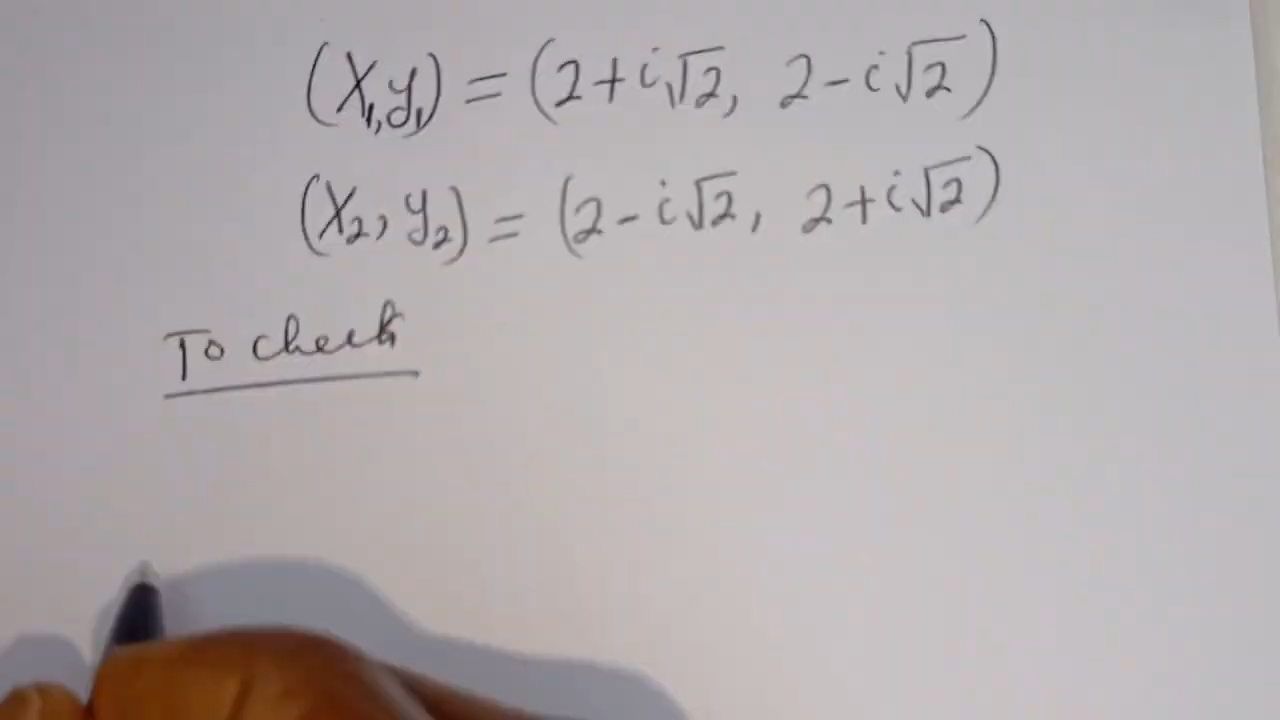 (X₁,y₁) = (2+i√2, 2-i√2)
(X₂, y₂) = (2-i√2, 2+i√2)
To check